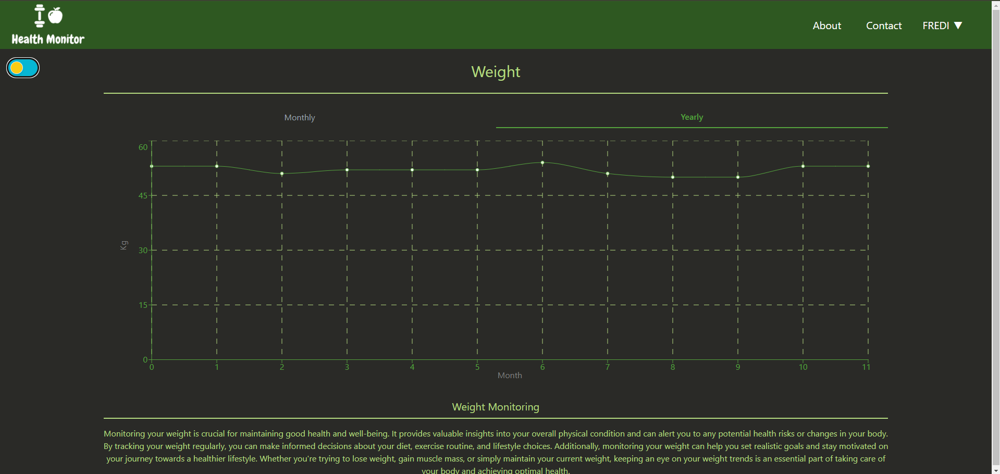 Health Monitor
About Contact FREDI ▼
Weight
Monthly Yearly
60
45
30
15
0
Kg
0 1 2 3 4 5 6 7 8 9 10 11
Month
Weight Monitoring
Monitoring your weight is crucial for maintaining good health and well-being. It provides valuable insights into your overall physical condition and can alert you to any potential health risks or changes in your body.
By tracking your weight regularly, you can make informed decisions about your diet, exercise routine, and lifestyle choices. Additionally, monitoring your weight can help you set realistic goals and stay motivated on
your journey towards a healthier lifestyle. Whether you're trying to lose weight, gain muscle mass, or simply maintain your current weight, keeping an eye on your weight trends is an essential part of taking care of
your body and achieving optimal health.